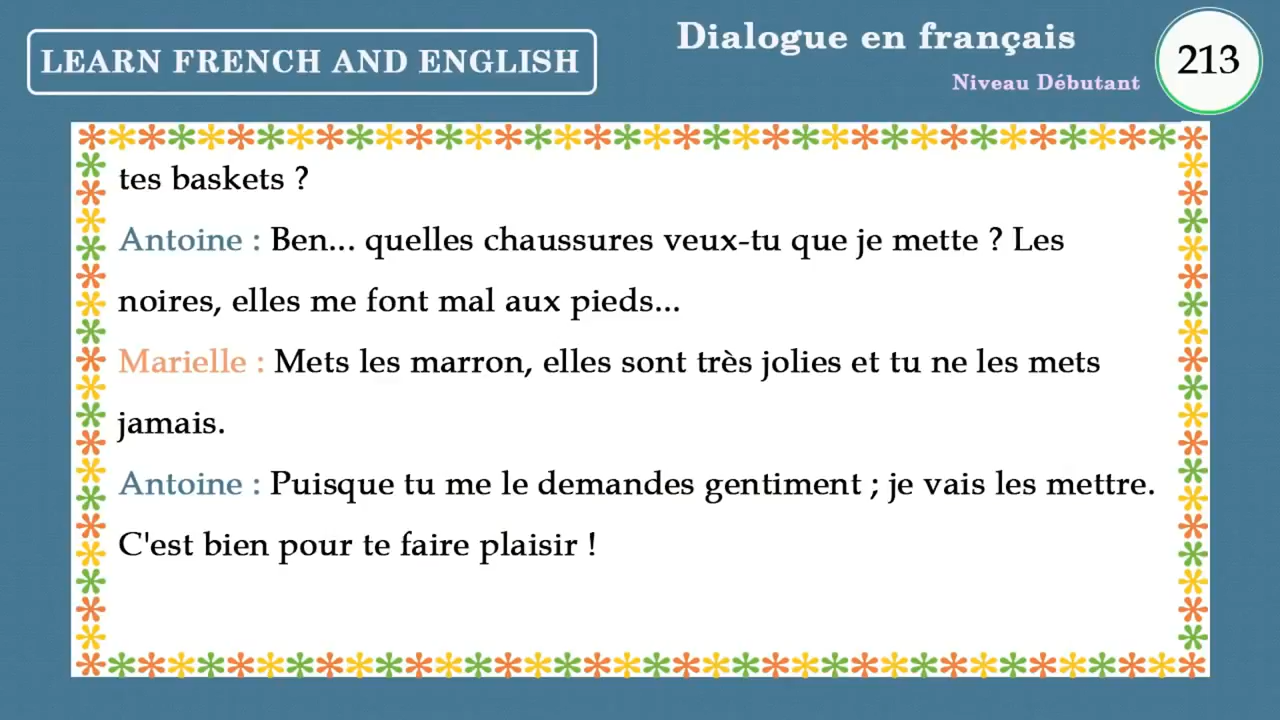 LEARN FRENCH AND ENGLISH
Dialogue en français
Niveau Débutant
213
tes baskets ?
Antoine : Ben... quelles chaussures veux-tu que je mette ? Les
noires, elles me font mal aux pieds...
Marielle : Mets les marron, elles sont très jolies et tu ne les mets
jamais.
Antoine : Puisque tu me le demandes gentiment ; je vais les mettre.
C'est bien pour te faire plaisir !